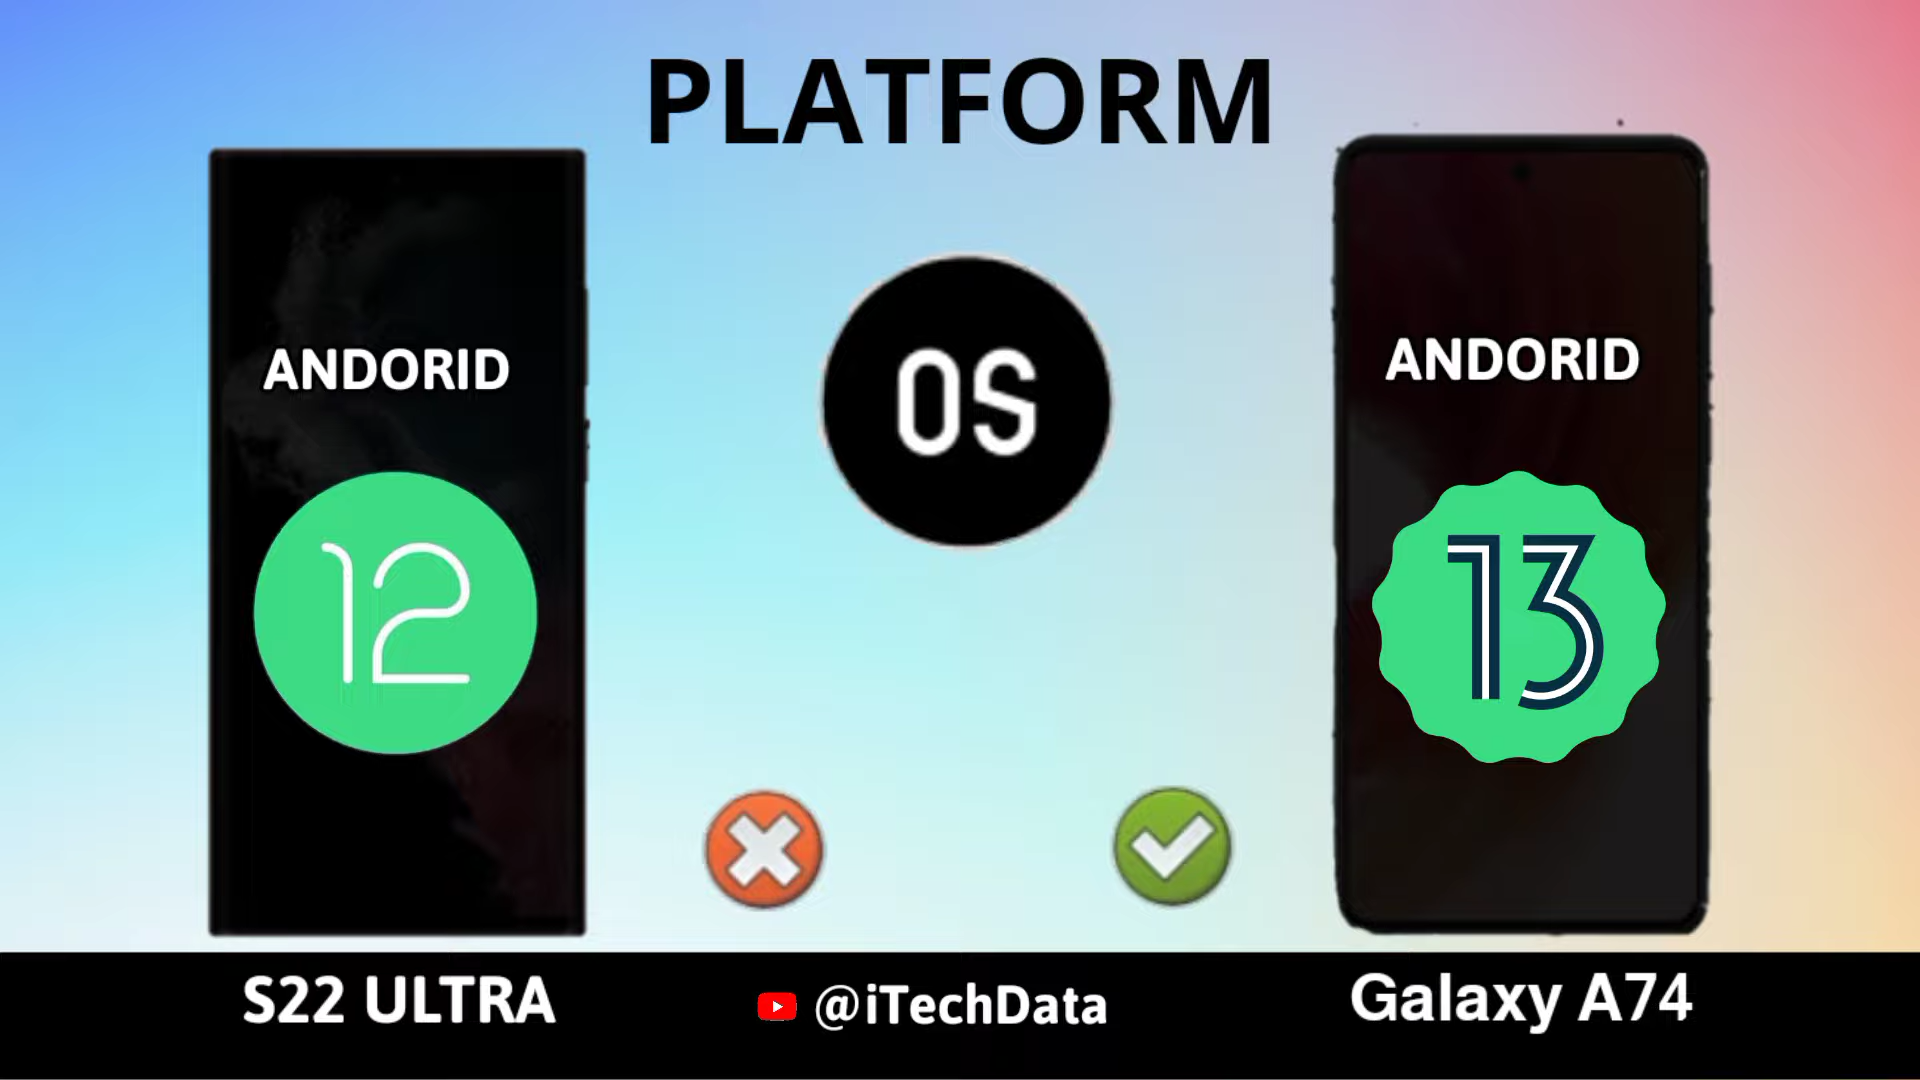 PLATFORM
ANDORID
OS
ANDORID
12
13
S22 ULTRA
@iTechData
Galaxy A74